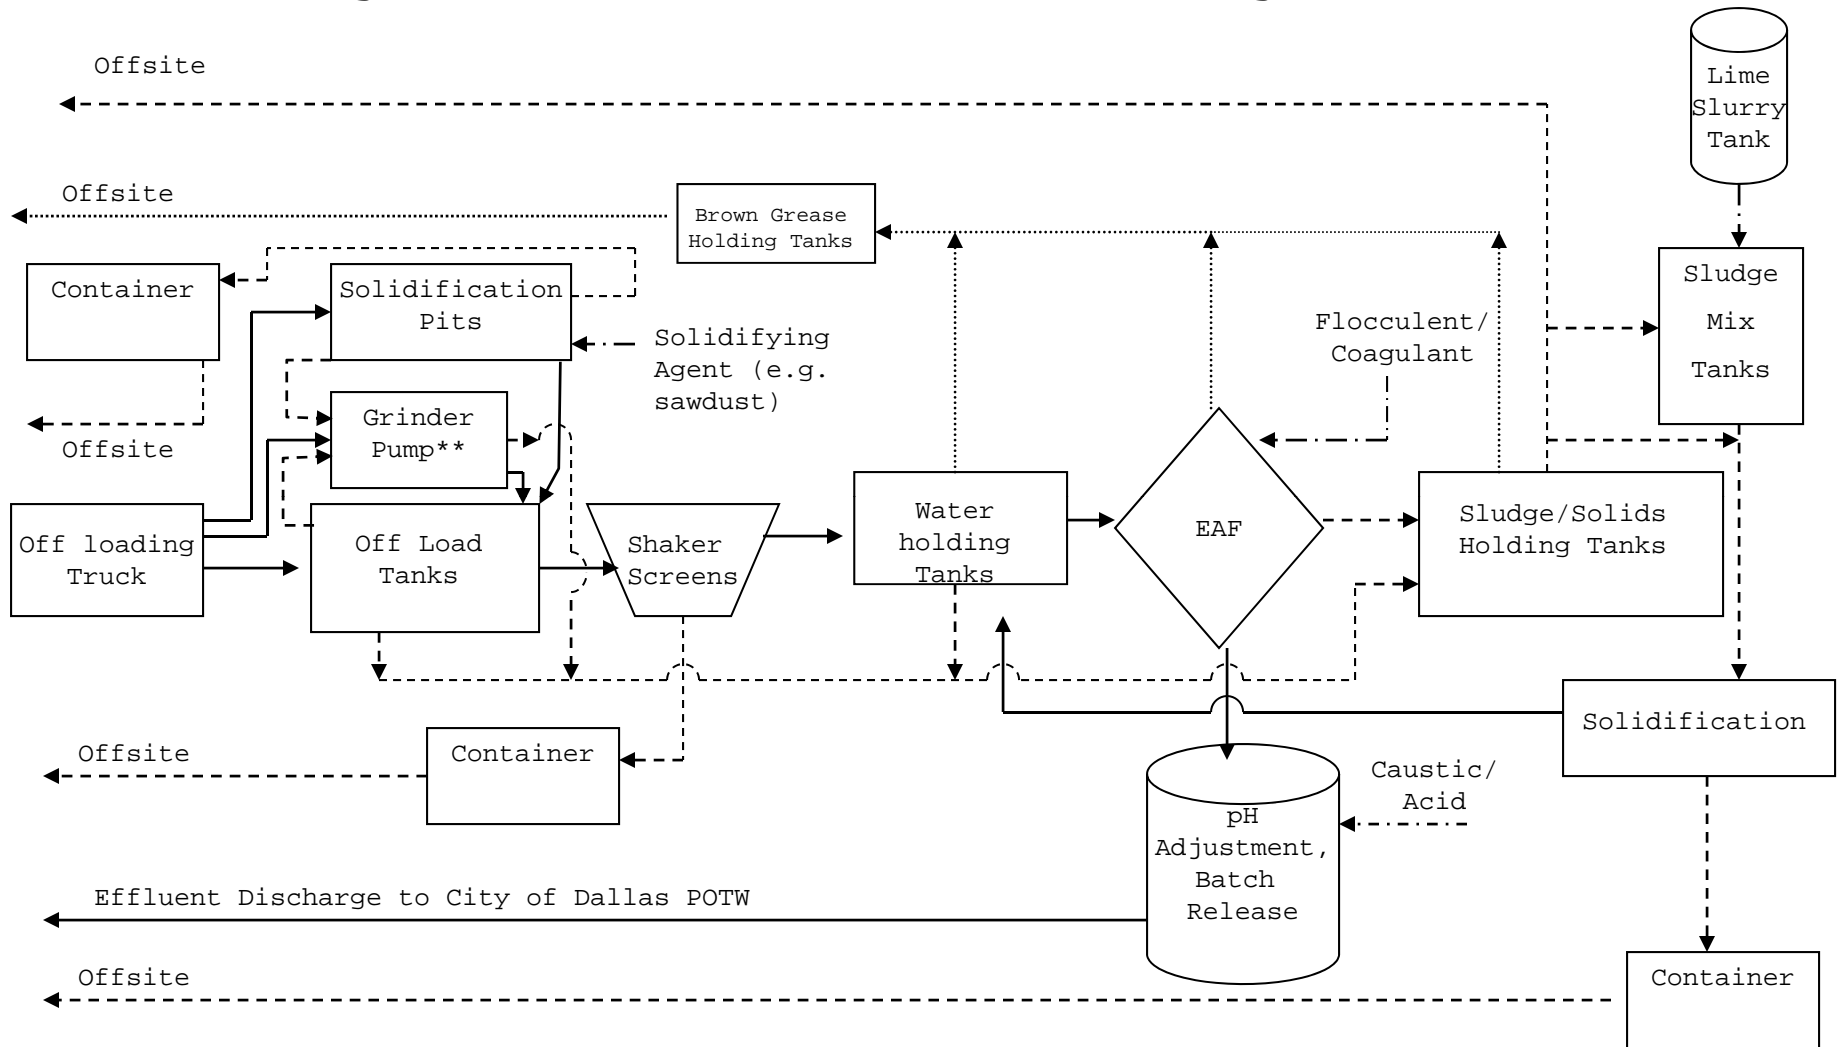 Offsite
Lime
Slurry
Tank
Offsite
Brown Grease
Holding Tanks
Container
Solidification
Pits
Sludge
Mix
Tanks
Solidifying
Agent (e.g.
sawdust)
Flocculent/
Coagulant
Grinder
Pump**
Offsite
Off loading
Truck
Off Load
Tanks
Shaker
Screens
Water
holding
Tanks
EAF
Sludge/Solids
Holding Tanks
Solidification
Offsite
Container
Caustic/
Acid
pH
Adjustment,
Batch
Release
Effluent Discharge to City of Dallas POTW
Offsite
Container